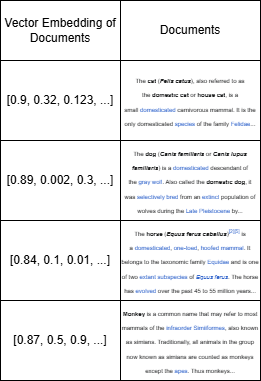 Vector Embedding of
Documents
Documents
[0.9, 0.32, 0.123, ...]
The cat (Felis catus), also referred to as
the domestic cat or house cat, is a
small domesticated carnivorous mammal. It is the
only domesticated species of the family Felidae...
[0.89, 0.002, 0.3, ...]
The dog (Canis familiaris or Canis lupus
familiaris) is a domesticated descendant of
the gray wolf. Also called the domestic dog, it
was selectively bred from an extinct population of
wolves during the Late Pleistocene by...
[0.84, 0.1, 0.01, ...]
The horse (Equus ferus caballus)[2][3] is
a domesticated, one-toed, hoofed mammal. It
belongs to the taxonomic family Equidae and is one
of two extant subspecies of Equus ferus. The horse
has evolved over the past 45 to 55 million years...
[0.87, 0.5, 0.9, ...]
Monkey is a common name that may refer to most
mammals of the infraorder Simiiformes, also known
as simians. Traditionally, all animals in the group
now known as simians are counted as monkeys
except the apes. Thus monkeys...